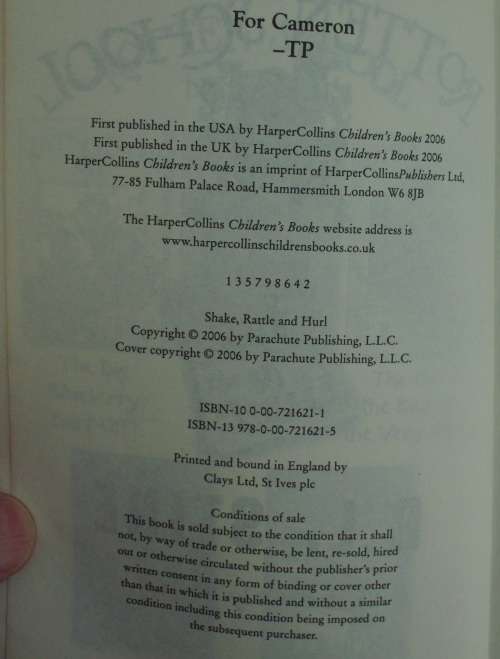 For Cameron
–TP
First published in the USA by HarperCollins Children's Books 2006
First published in the UK by HarperCollins Children's Books 2006
HarperCollins Children's Books is an imprint of HarperCollinsPublishers Ltd,
77-85 Fulham Palace Road, Hammersmith London W6 8JB
The HarperCollins Children's Books website address is
www.harpercollinschildrensbooks.co.uk
1 3 5 7 9 8 6 4 2
Shake, Rattle and Hurl
Copyright © 2006 by Parachute Publishing, L.L.C.
Cover copyright © 2006 by Parachute Publishing, L.L.C.
ISBN-10 0-00-721621-1
ISBN-13 978-0-00-721621-5
Printed and bound in England by
Clays Ltd, St Ives plc
Conditions of sale
This book is sold subject to the condition that it shall
not, by way of trade or otherwise, be lent, re-sold, hired
out or otherwise circulated without the publisher's prior
written consent in any form of binding or cover other
than that in which it is published and without a similar
condition including this condition being imposed on
the subsequent purchaser.